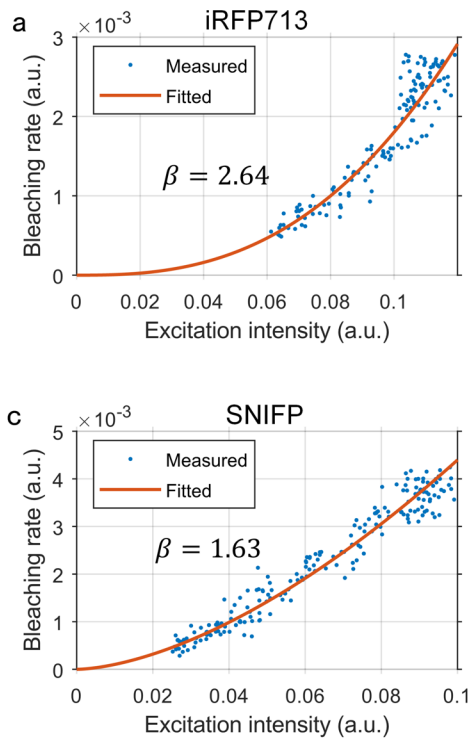 a
iRFP713
×10⁻³
3
2
1
0
Bleaching rate (a.u.)
Measured
Fitted
β = 2.64
0 0.02 0.04 0.06 0.08 0.1
Excitation intensity (a.u.)
c
SNIFP
×10⁻³
5
4
3
2
1
0
Bleaching rate (a.u.)
Measured
Fitted
β = 1.63
0 0.02 0.04 0.06 0.08 0.1
Excitation intensity (a.u.)